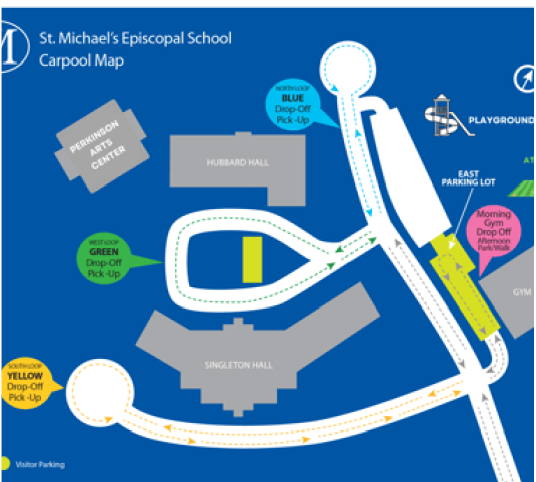 M
St. Michael's Episcopal School
Carpool Map
NORTH LOOP
BLUE
Drop-Off
Pick -Up
PLAYGROUND
PERKINSON
ARTS
CENTER
HUBBARD HALL
EAST
PARKING LOT
AT
Morning
Gym
Drop Off
Afternoon
Park/Walk
WEST LOOP
GREEN
Drop-Off
Pick -Up
GYM
SINGLETON HALL
SOUTH LOOP
YELLOW
Drop-Off
Pick -Up
Visitor Parking